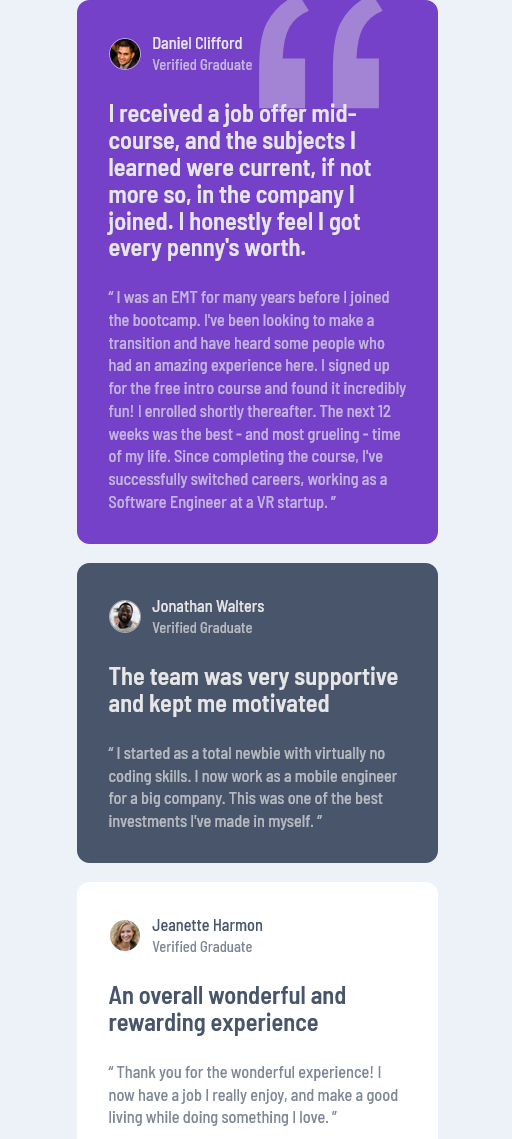 Daniel Clifford
Verified Graduate
I received a job offer mid-
course, and the subjects I
learned were current, if not
more so, in the company I
joined. I honestly feel I got
every penny's worth.
“ I was an EMT for many years before I joined
the bootcamp. I've been looking to make a
transition and have heard some people who
had an amazing experience here. I signed up
for the free intro course and found it incredibly
fun! I enrolled shortly thereafter. The next 12
weeks was the best - and most grueling - time
of my life. Since completing the course, I've
successfully switched careers, working as a
Software Engineer at a VR startup. ”
Jonathan Walters
Verified Graduate
The team was very supportive
and kept me motivated
“ I started as a total newbie with virtually no
coding skills. I now work as a mobile engineer
for a big company. This was one of the best
investments I've made in myself. ”
Jeanette Harmon
Verified Graduate
An overall wonderful and
rewarding experience
“ Thank you for the wonderful experience! I
now have a job I really enjoy, and make a good
living while doing something I love. ”